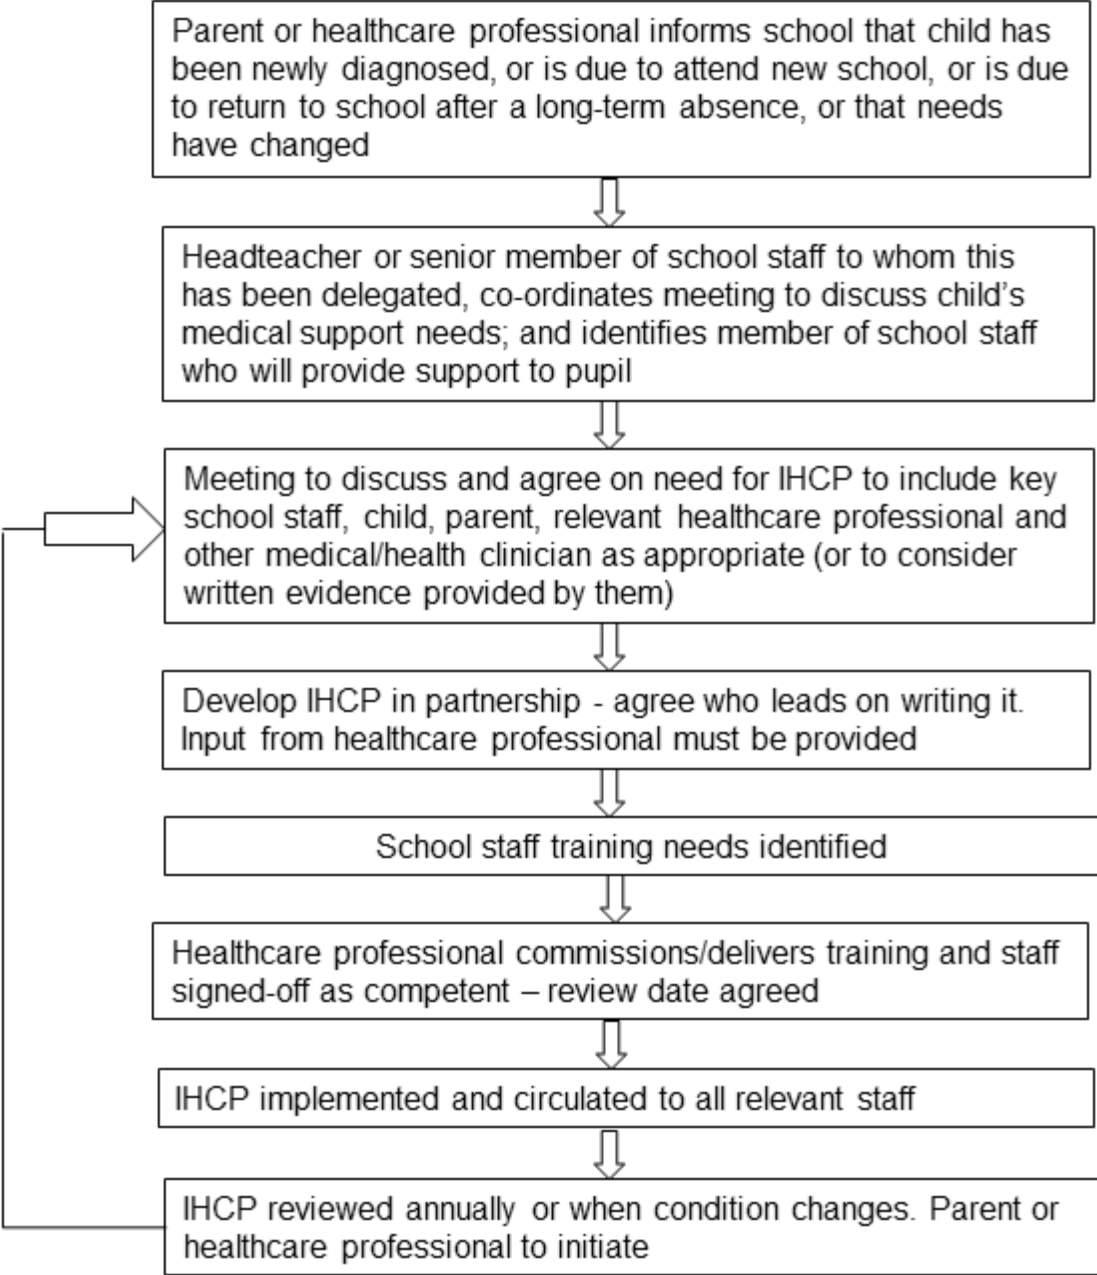 Parent or healthcare professional informs school that child has
been newly diagnosed, or is due to attend new school, or is due
to return to school after a long-term absence, or that needs
have changed
Headteacher or senior member of school staff to whom this
has been delegated, co-ordinates meeting to discuss child’s
medical support needs; and identifies member of school staff
who will provide support to pupil
Meeting to discuss and agree on need for IHCP to include key
school staff, child, parent, relevant healthcare professional and
other medical/health clinician as appropriate (or to consider
written evidence provided by them)
Develop IHCP in partnership - agree who leads on writing it.
Input from healthcare professional must be provided
School staff training needs identified
Healthcare professional commissions/delivers training and staff
signed-off as competent – review date agreed
IHCP implemented and circulated to all relevant staff
IHCP reviewed annually or when condition changes. Parent or
healthcare professional to initiate